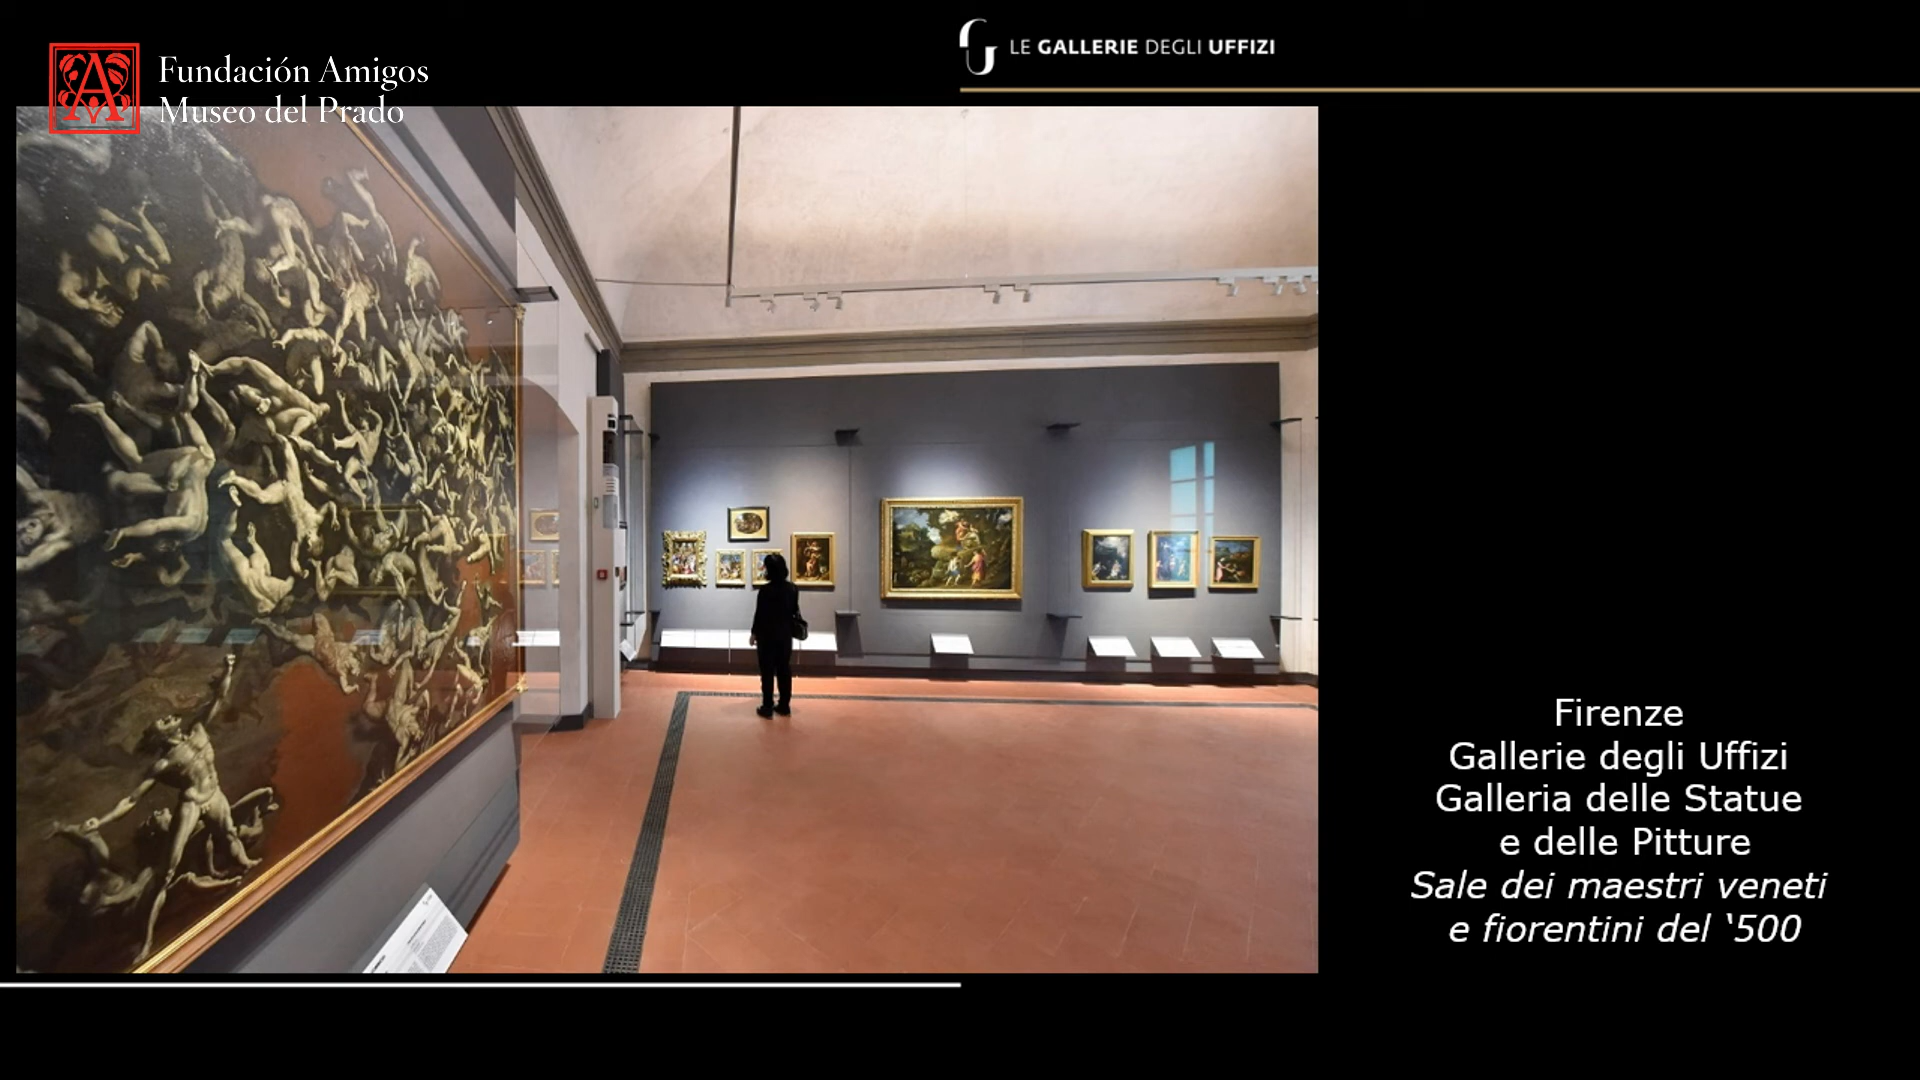 Fundación Amigos
Museo del Prado
LE GALLERIE DEGLI UFFIZI
Firenze
Gallerie degli Uffizi
Galleria delle Statue
e delle Pitture
Sale dei maestri veneti
e fiorentini del ‘500